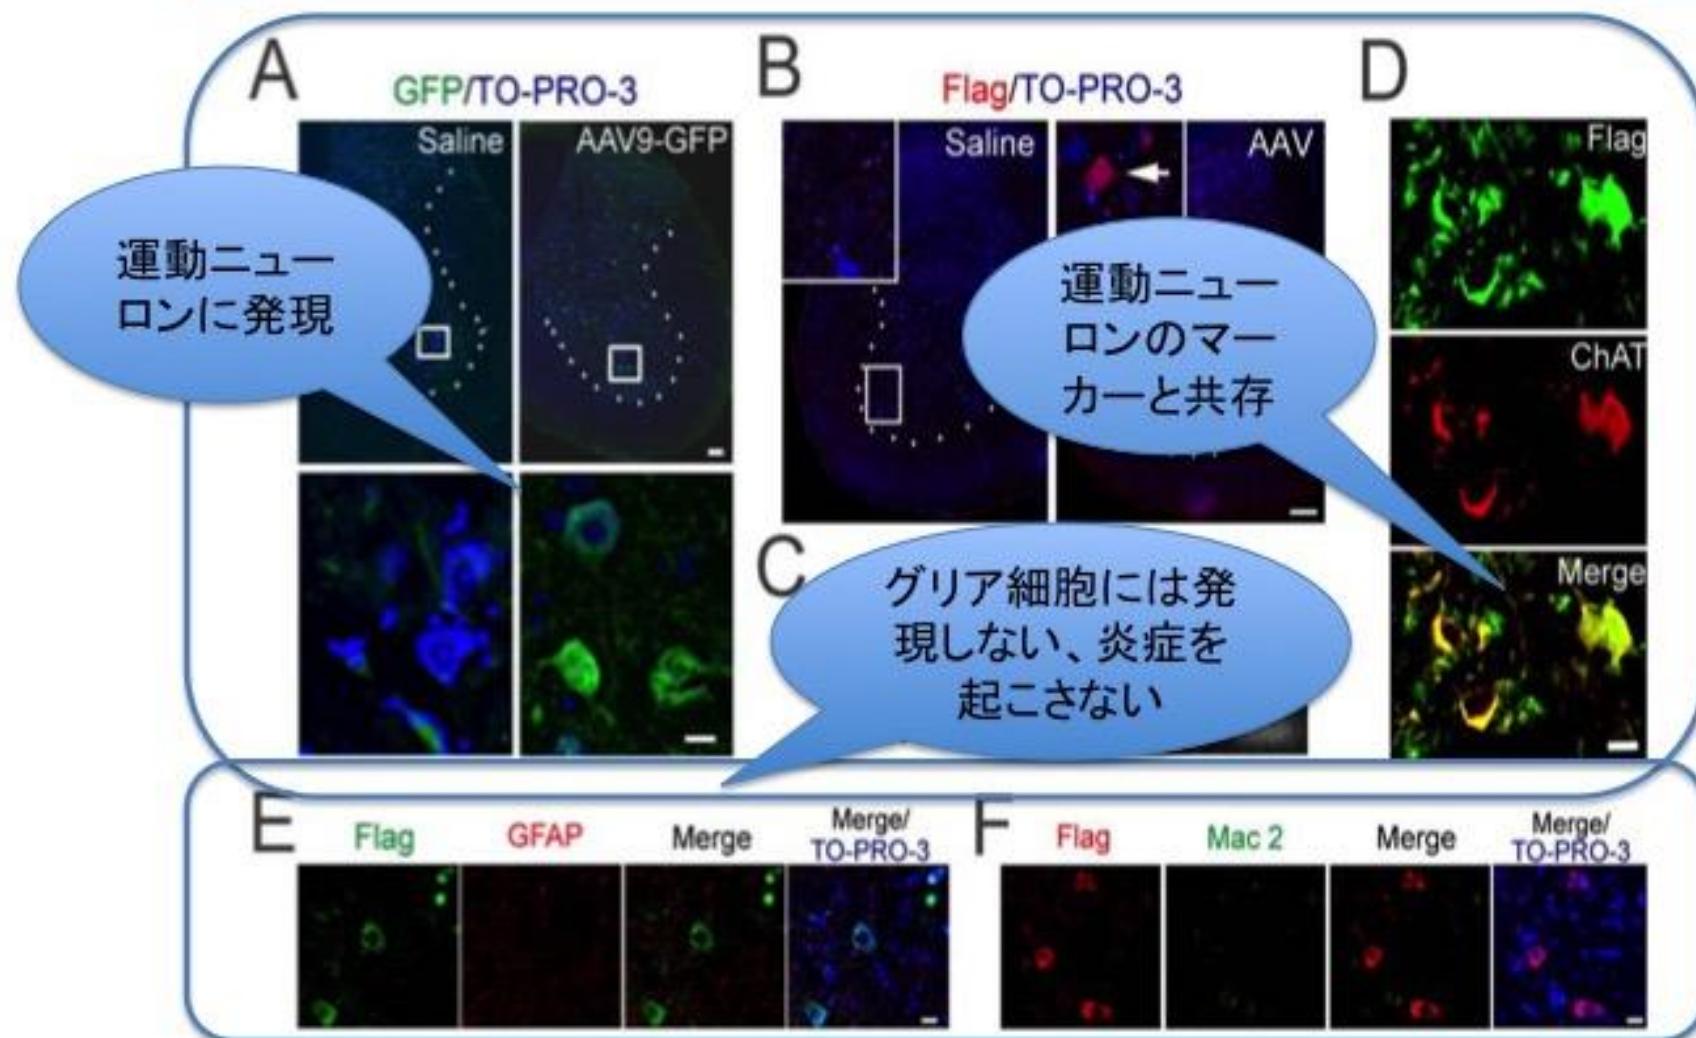 A
GFP/TO-PRO-3
Saline
AAV9-GFP
運動ニュー
ロンに発現
B
Flag/TO-PRO-3
Saline
AAV
運動ニュー
ロンのマー
カーと共存
C
グリア細胞には発
現しない、炎症を
起こさない
D
Flag
ChAT
Merge
E
Flag
GFAP
Merge
Merge/
TO-PRO-3
F
Flag
Mac 2
Merge
Merge/
TO-PRO-3